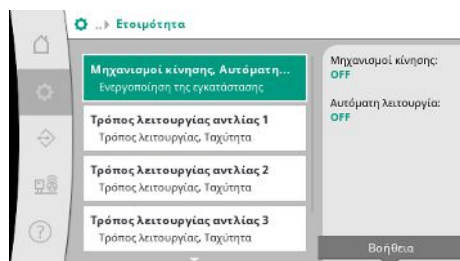 ..▸ Ετοιμότητα
Μηχανισμοί κίνησης, Αυτόματη...
Ενεργοποίηση της εγκατάστασης
Τρόπος λειτουργίας αντλίας 1
Τρόπος λειτουργίας, Ταχύτητα
Τρόπος λειτουργίας αντλίας 2
Τρόπος λειτουργίας, Ταχύτητα
Τρόπος λειτουργίας αντλίας 3
Τρόπος λειτουργίας, Ταχύτητα
Μηχανισμοί κίνησης:
OFF
Αυτόματη λειτουργία:
OFF
Βοήθεια